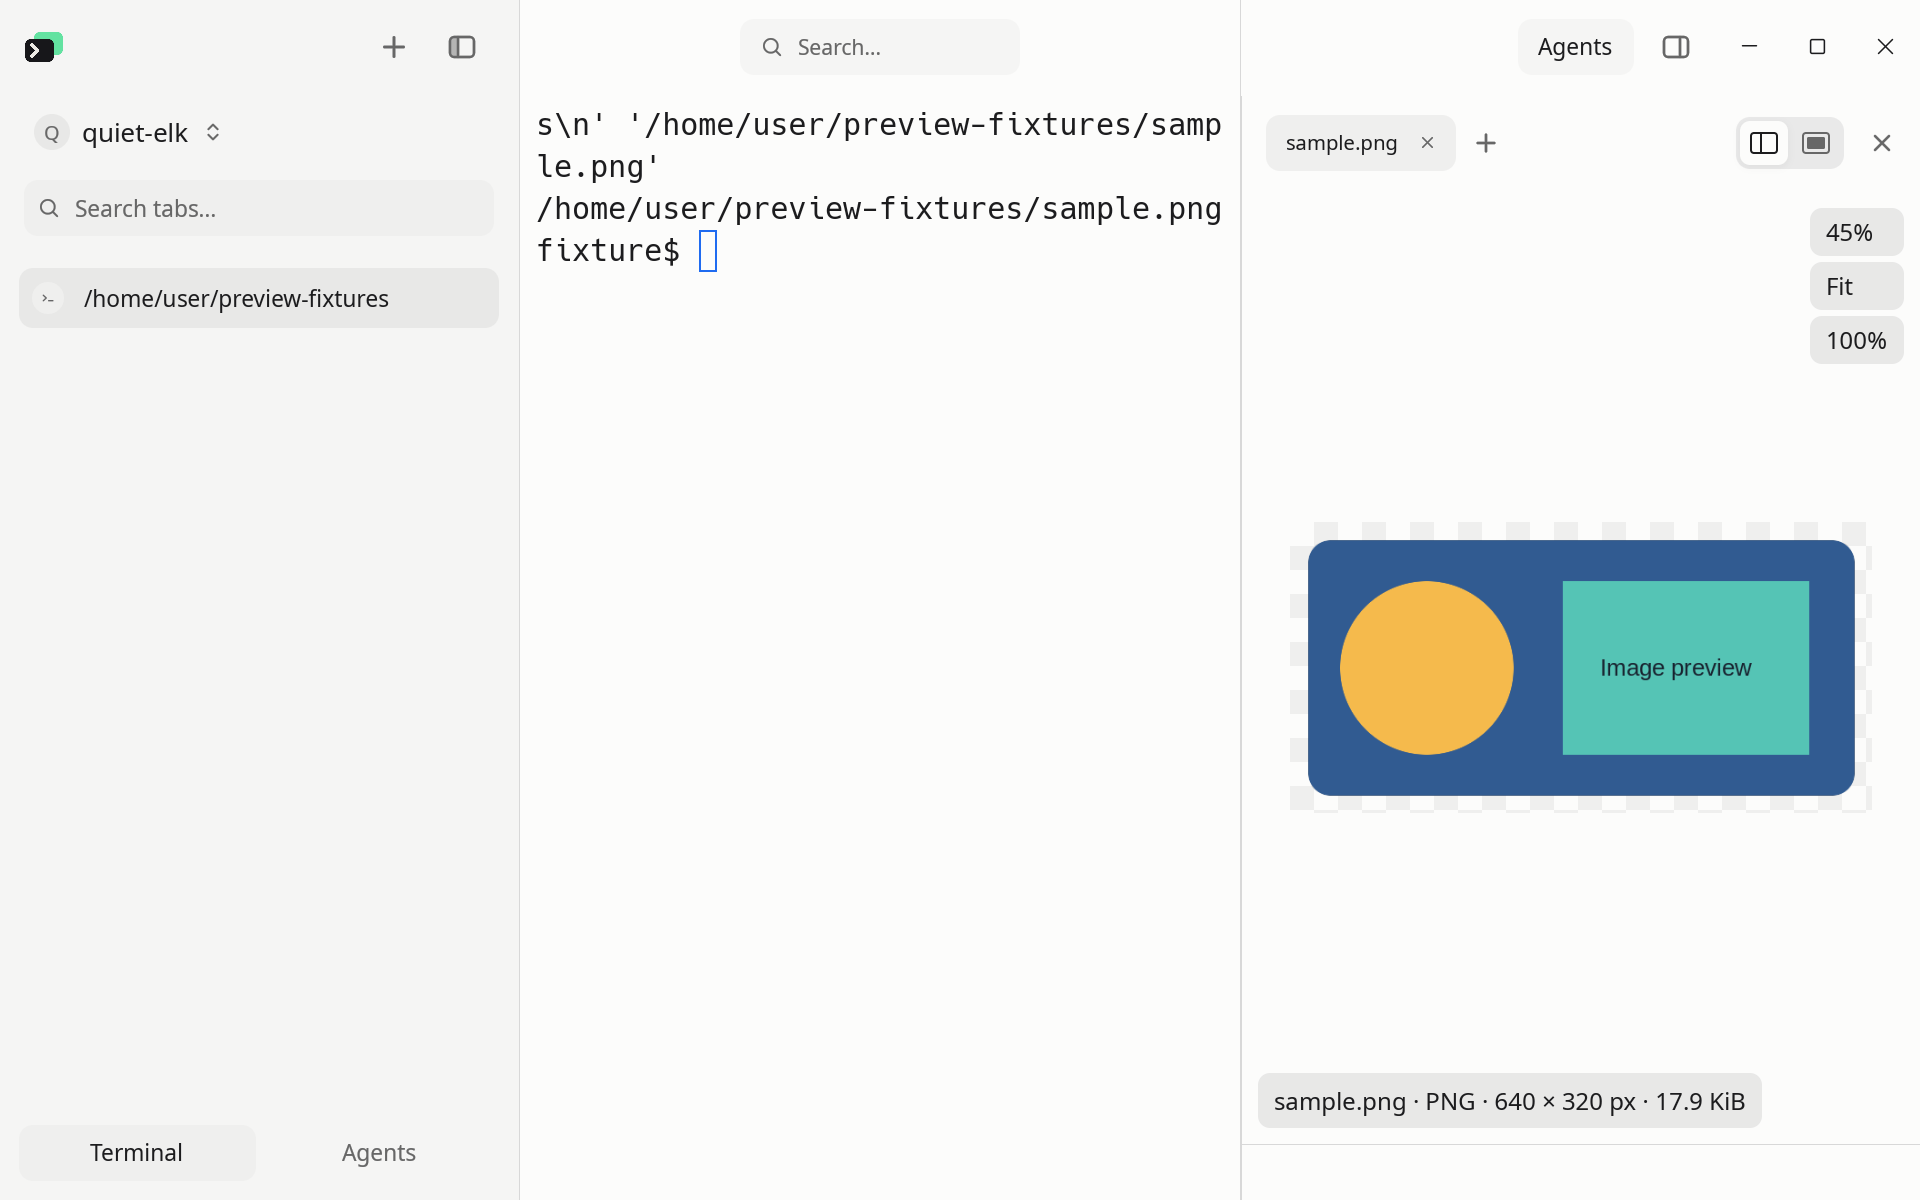 Search...
Agents
Q quiet-elk
Search tabs...
/home/user/preview-fixtures
Terminal
Agents
s\n' '/home/user/preview-fixtures/samp
le.png'
/home/user/preview-fixtures/sample.png
fixture$
sample.png
45%
Fit
100%
Image preview
sample.png · PNG · 640 × 320 px · 17.9 KiB